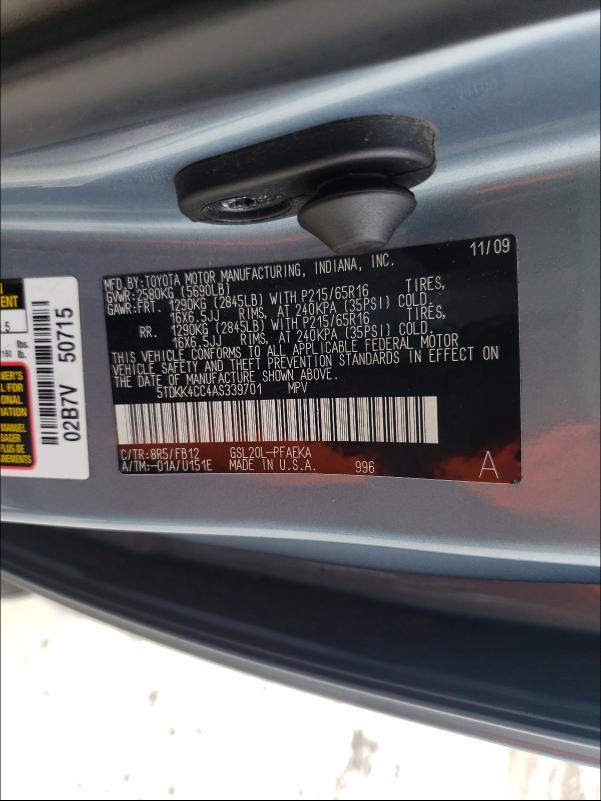 11/09
MFD.BY:TOYOTA MOTOR MANUFACTURING, INDIANA, INC.
GVWR:2580KG (5690LB)
GAWR:FRT. 1290KG (2845LB) WITH P215/65R16 TIRES,
16X6.5JJ RIMS, AT 240KPA (35PSI) COLD.
RR. 1290KG (2845LB) WITH P215/65R16 TIRES,
16X6.5JJ RIMS, AT 240KPA (35PSI) COLD.
THIS VEHICLE CONFORMS TO ALL APPLICABLE FEDERAL MOTOR
VEHICLE SAFETY AND THEFT PREVENTION STANDARDS IN EFFECT ON
THE DATE OF MANUFACTURE SHOWN ABOVE.
5TDKK4CC4AS339701 MPV
C/TR:8R5/FB12 GSL20L-PFAEKA
A/TM:-01A/U151E MADE IN U.S.A. 996
A
02B7V 50715
.5
lbs.
lb.
MANUEL